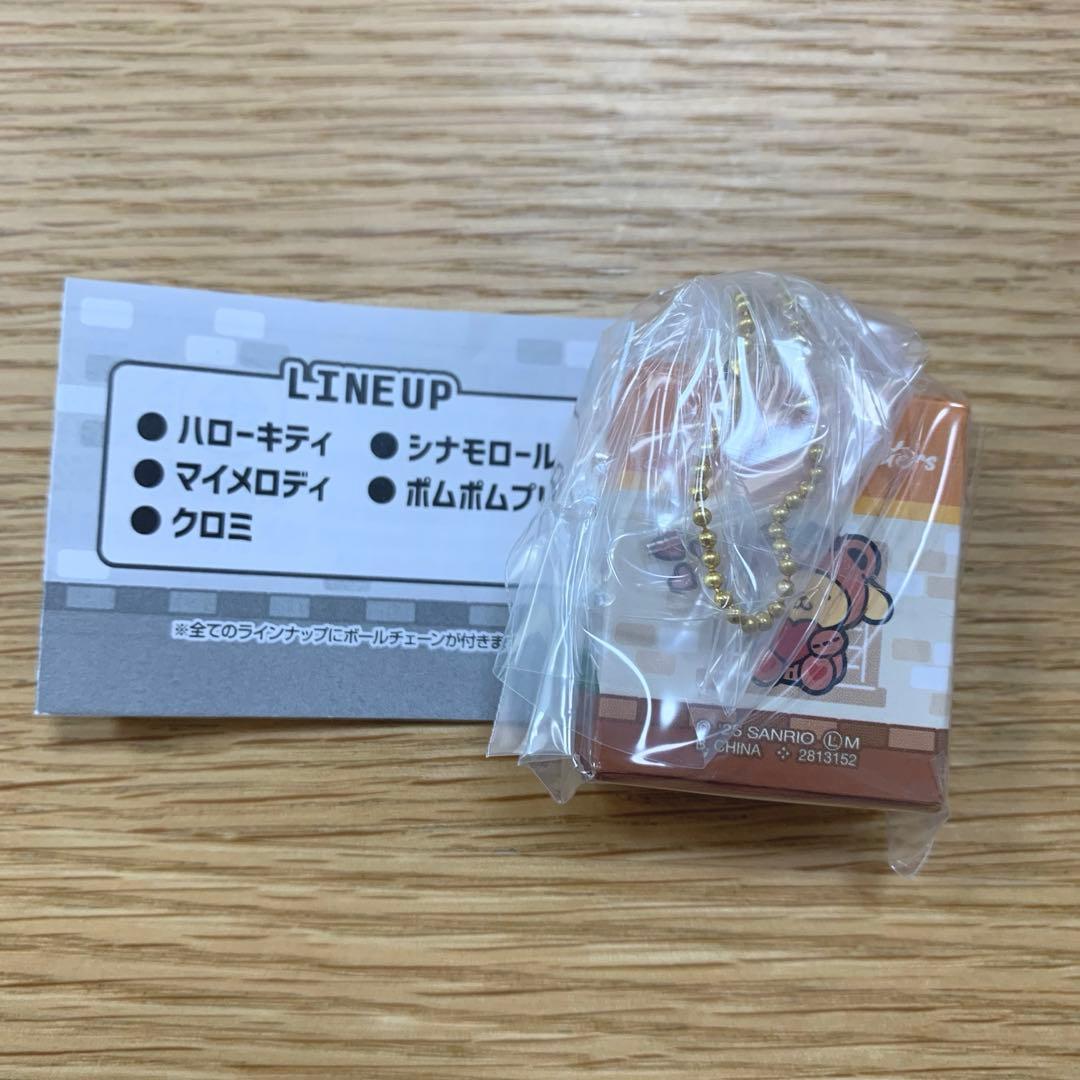 LINEUP
●ハローキティ ●シナモロール
●マイメロディ ●ポムポムプリ
●クロミ
※全てのラインナップにボールチェーンが付きま
© '25 SANRIO Ⓛ M
CHINA 2813152